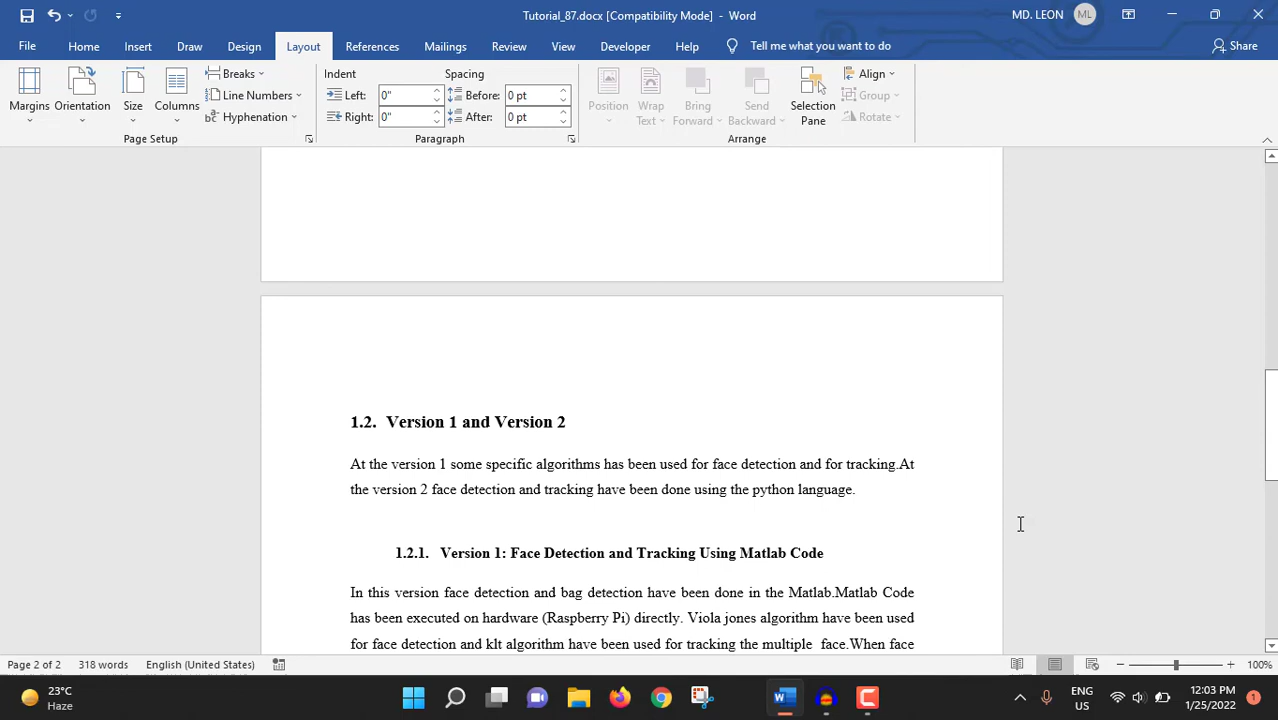 Tutorial_87.docx [Compatibility Mode] - Word
MD. LEON ML
File Home Insert Draw Design Layout References Mailings Review View Developer Help Tell me what you want to do Share
Margins
Orientation
Size
Columns
Breaks
Line Numbers
Hyphenation
Page Setup
Indent
Left: 0"
Right: 0"
Spacing
Before: 0 pt
After: 0 pt
Paragraph
Position
Wrap Text
Bring Forward
Send Backward
Selection Pane
Align
Group
Rotate
Arrange
1.2. Version 1 and Version 2
At the version 1 some specific algorithms has been used for face detection and for tracking.At
the version 2 face detection and tracking have been done using the python language.
1.2.1. Version 1: Face Detection and Tracking Using Matlab Code
In this version face detection and bag detection have been done in the Matlab.Matlab Code
has been executed on hardware (Raspberry Pi) directly. Viola jones algorithm have been used
for face detection and klt algorithm have been used for tracking the multiple face.When face
Page 2 of 2 318 words English (United States) 100%
23°C
Haze
ENG
US
12:03 PM
1/25/2022
1